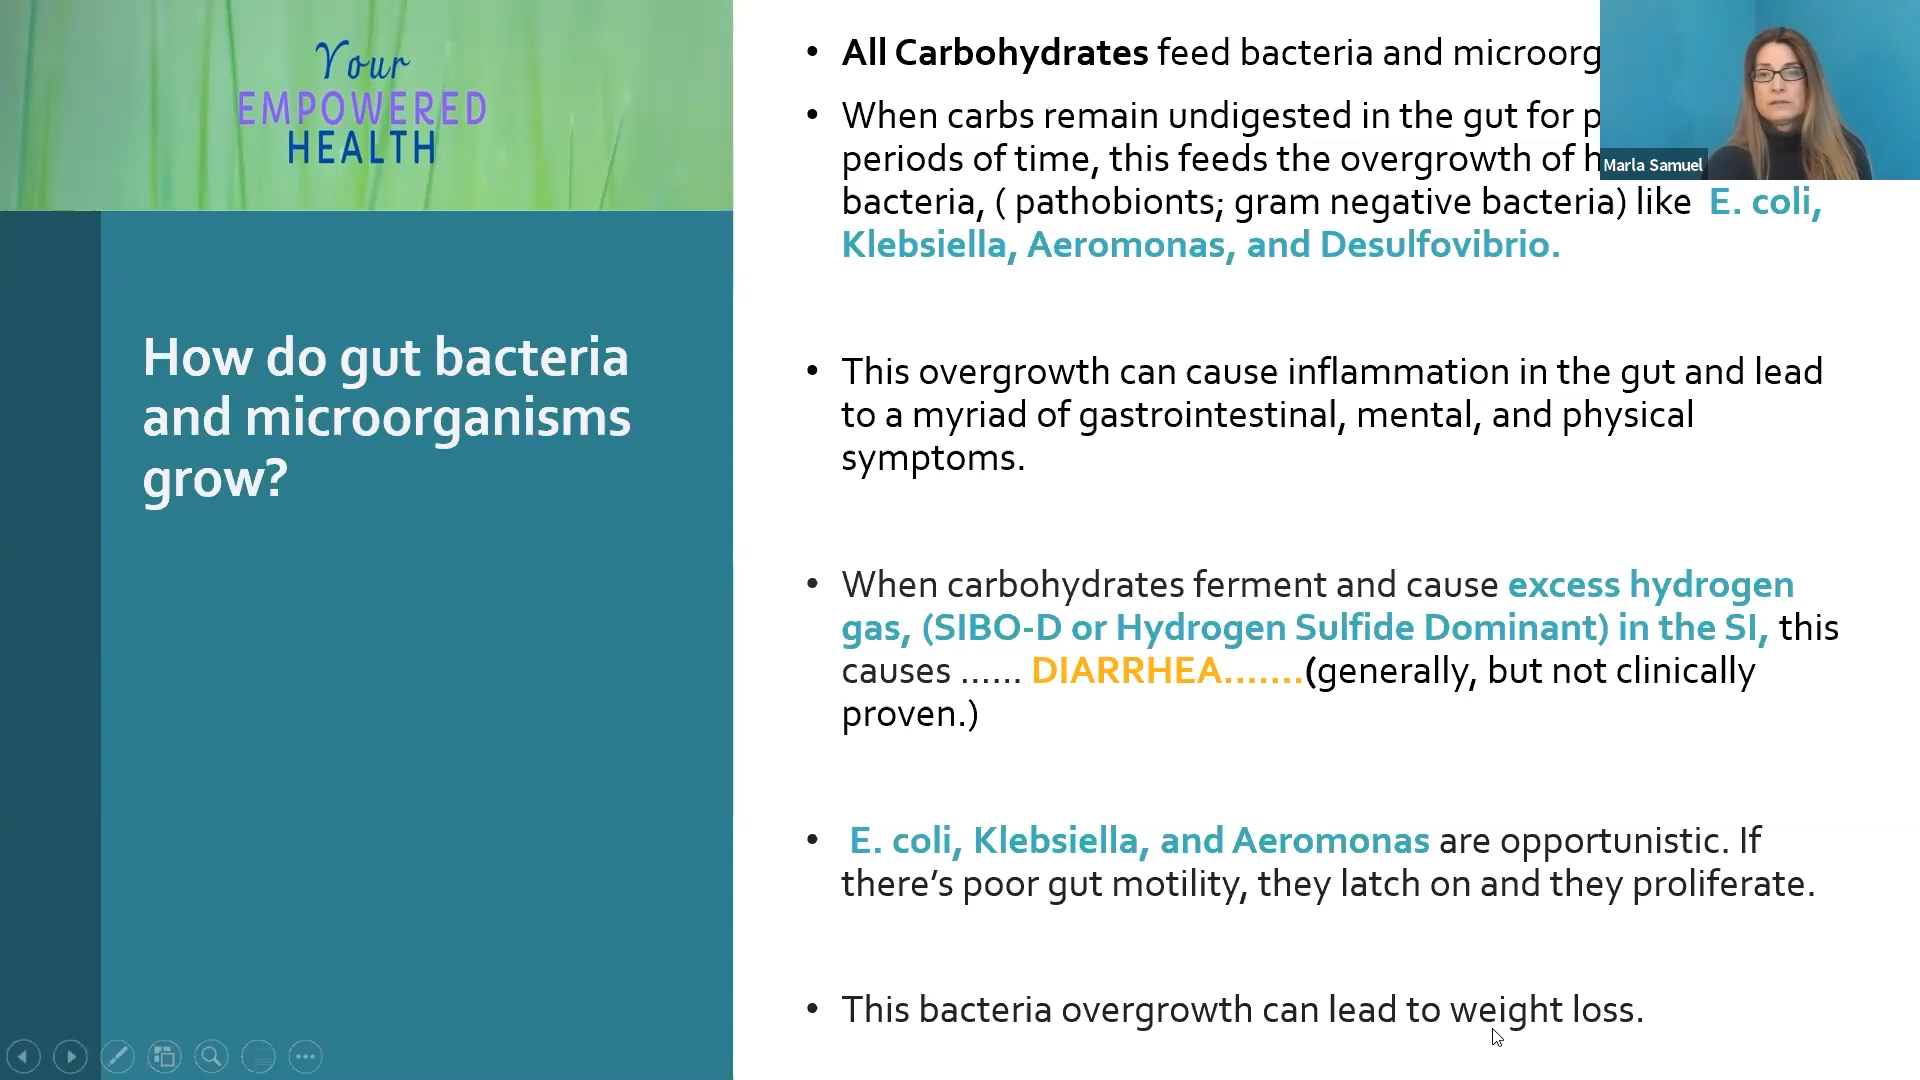 Your
EMPOWERED
HEALTH
How do gut bacteria
and microorganisms
grow?
• All Carbohydrates feed bacteria and
• When carbs remain undigested in the gut for
periods of time, this feeds the overgrowth of
bacteria, ( pathobionts; gram negative bacteria) like E. coli,
Klebsiella, Aeromonas, and Desulfovibrio.
• This overgrowth can cause inflammation in the gut and lead
to a myriad of gastrointestinal, mental, and physical
symptoms.
• When carbohydrates ferment and cause excess hydrogen
gas, (SIBO-D or Hydrogen Sulfide Dominant) in the SI, this
causes ...... DIARRHEA.......(generally, but not clinically
proven.)
• E. coli, Klebsiella, and Aeromonas are opportunistic. If
there’s poor gut motility, they latch on and they proliferate.
• This bacteria overgrowth can lead to weight loss.
Marla Samuel